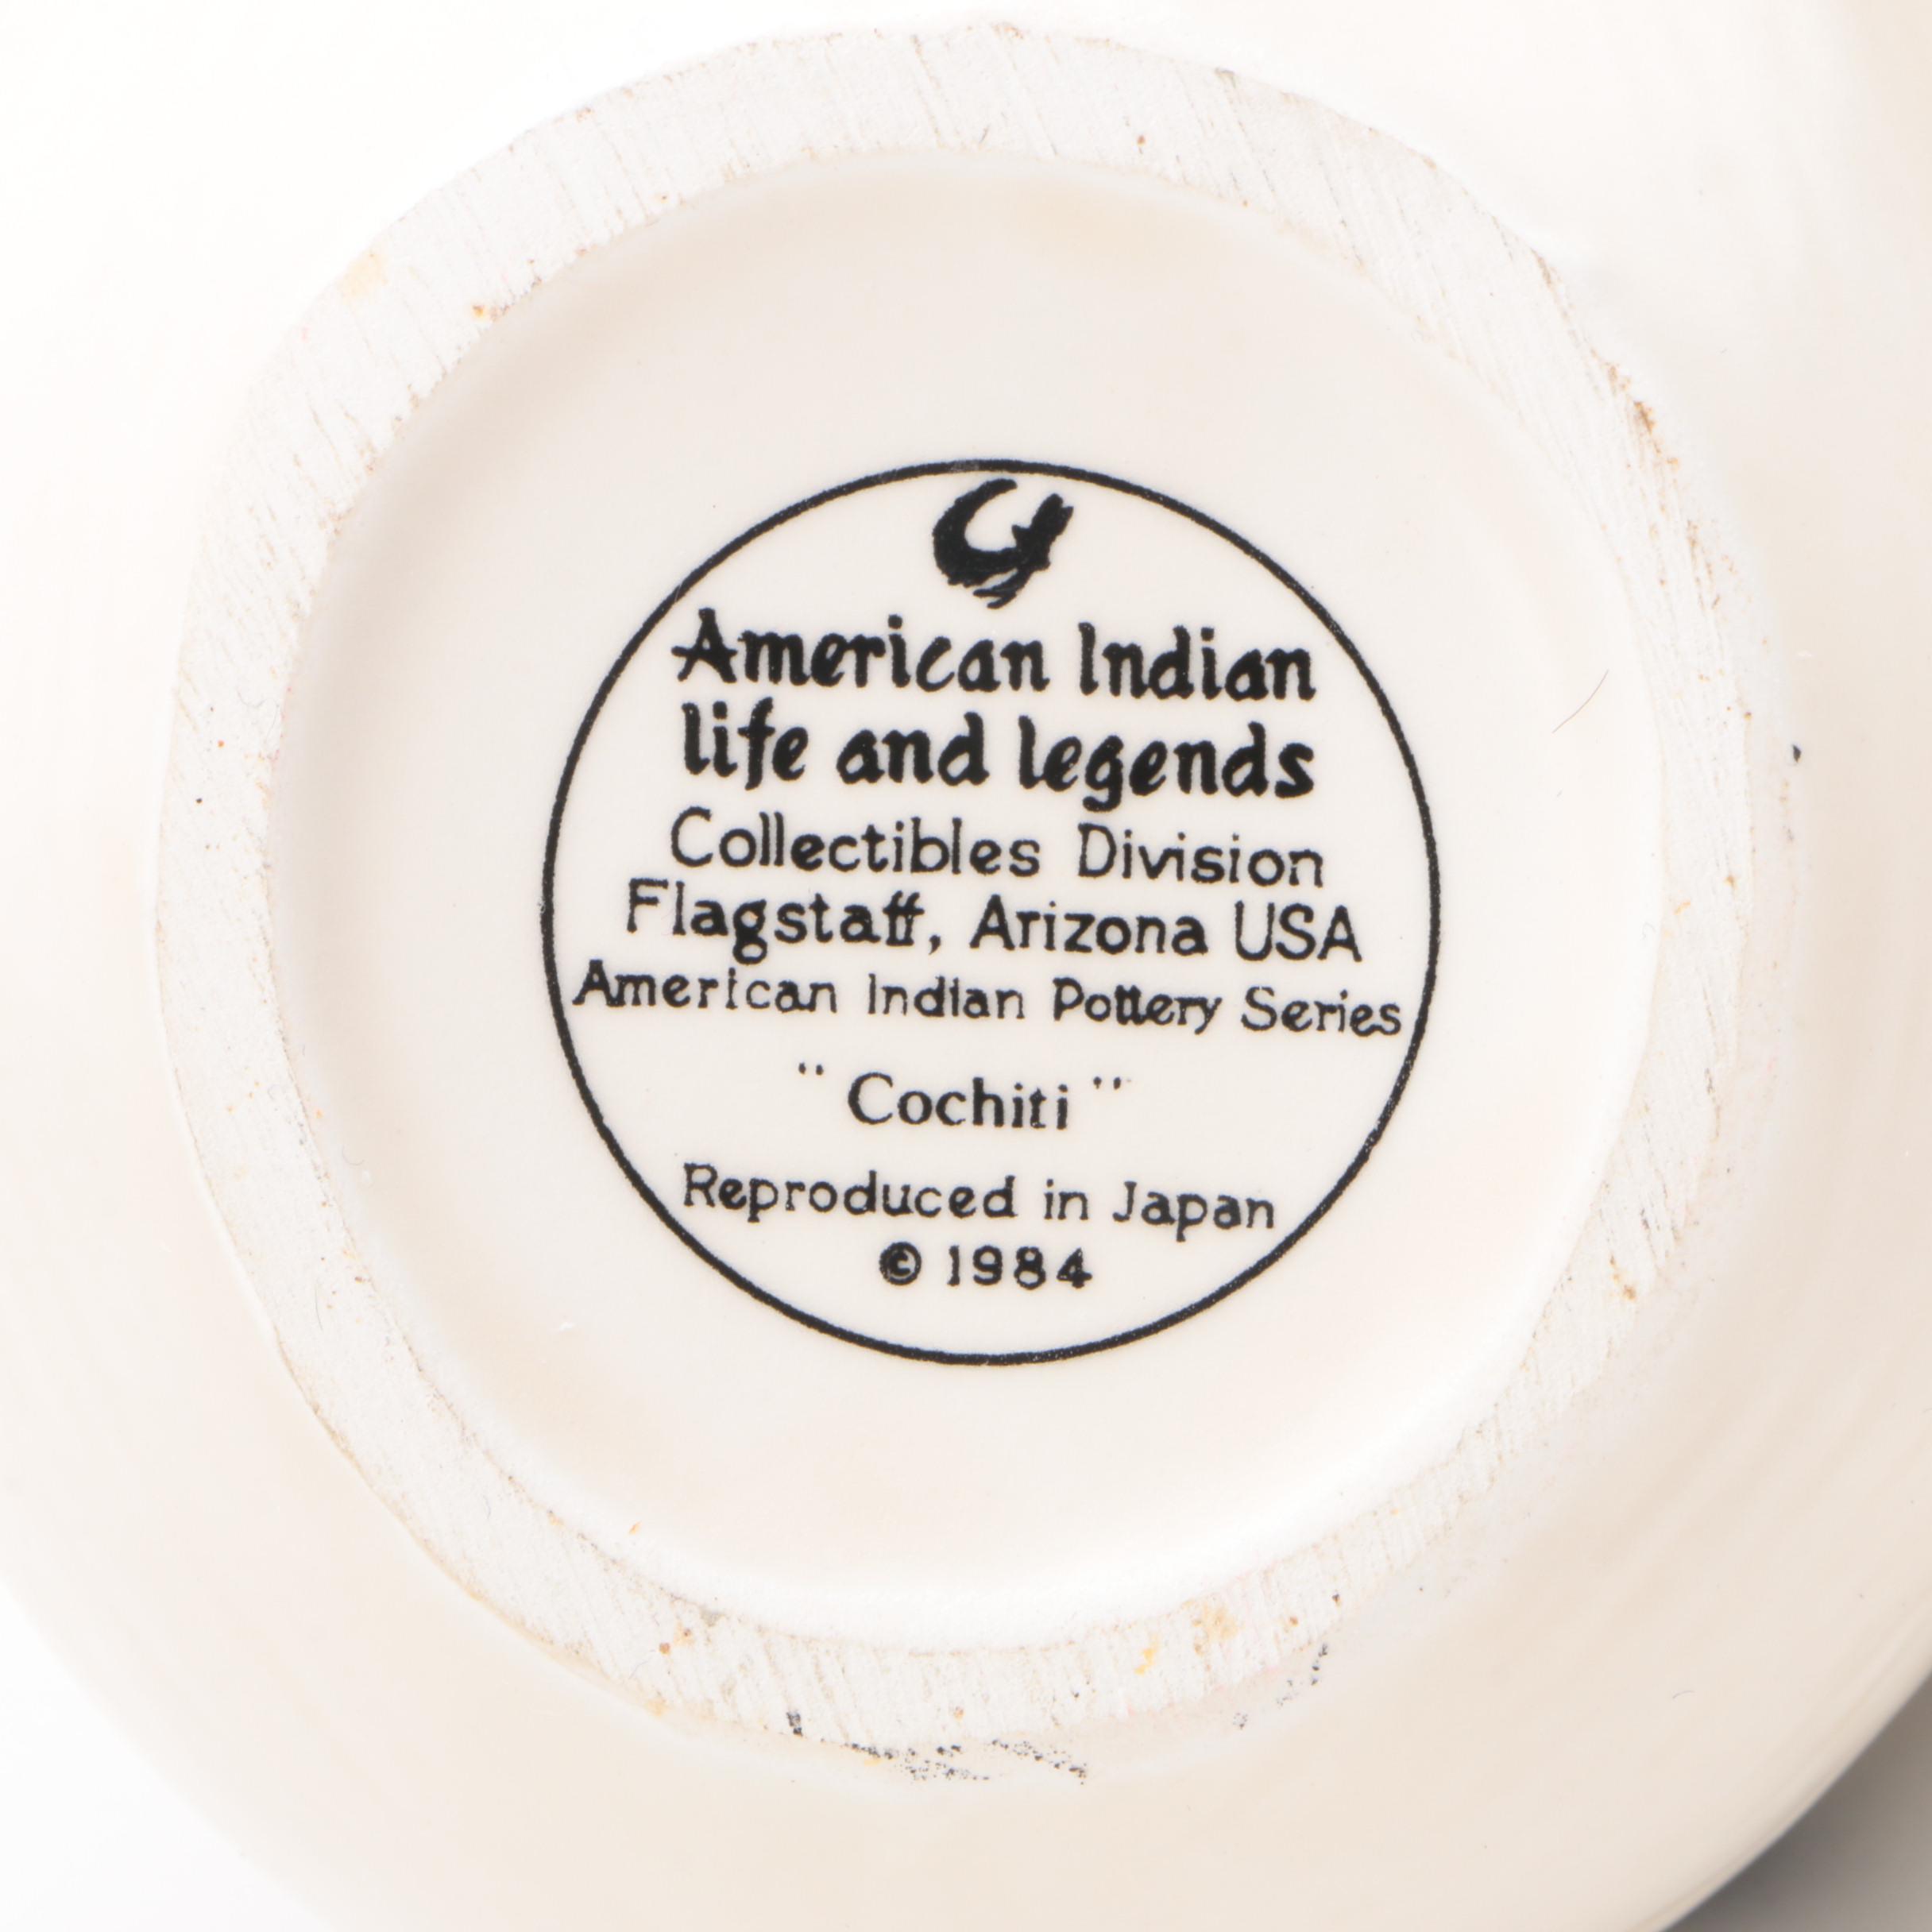 American Indian
life and legends
Collectibles Division
Flagstaff, Arizona USA
American Indian Pottery Series
" Cochiti "
Reproduced in Japan
© 1984